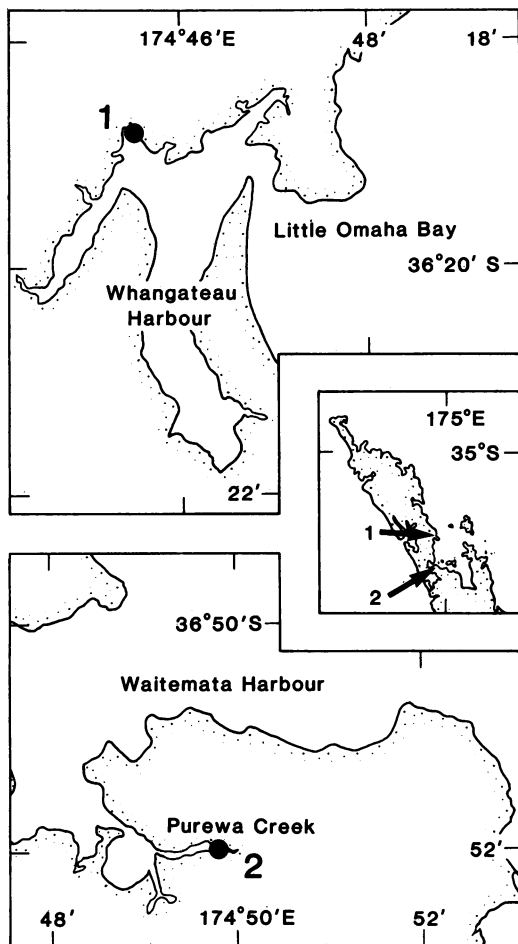 174°46′E
48′
18′
1
Little Omaha Bay
36°20′ S
Whangateau
Harbour
22′
175°E
35°S
1
2
36°50′S
Waitemata Harbour
Purewa Creek
2
52′
48′
174°50′E
52′